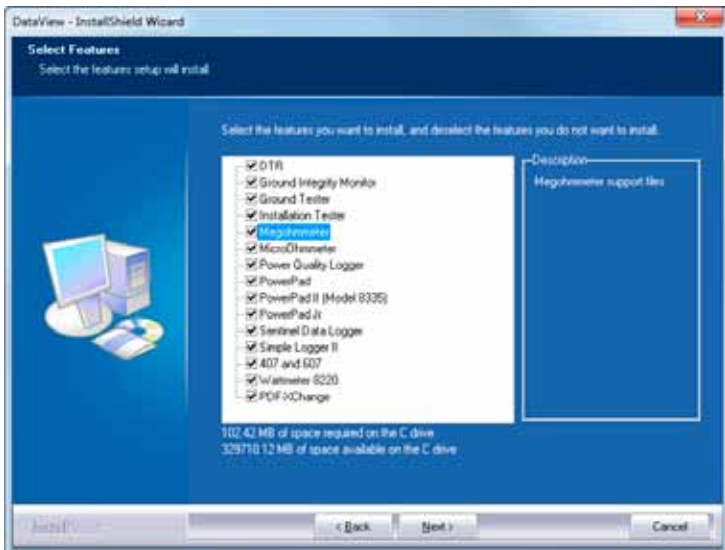 DataView - InstallShield Wizard
Select Features
Select the features setup will install.
Select the features you want to install, and deselect the features you do not want to install.
DTR
Ground Integrity Monitor
Ground Tester
Installation Tester
Megohmmeter
MicroOhmmeter
Power Quality Logger
PowerPad
PowerPad II (Model 8335)
PowerPad Jr
Sentinel Data Logger
Simple Logger II
407 and 607
Wattmeter 8220
PDF-XChange
Description
Megohmmeter support files
102.42 MB of space required on the C drive
329710.12 MB of space available on the C drive
InstallShield
< Back
Next >
Cancel